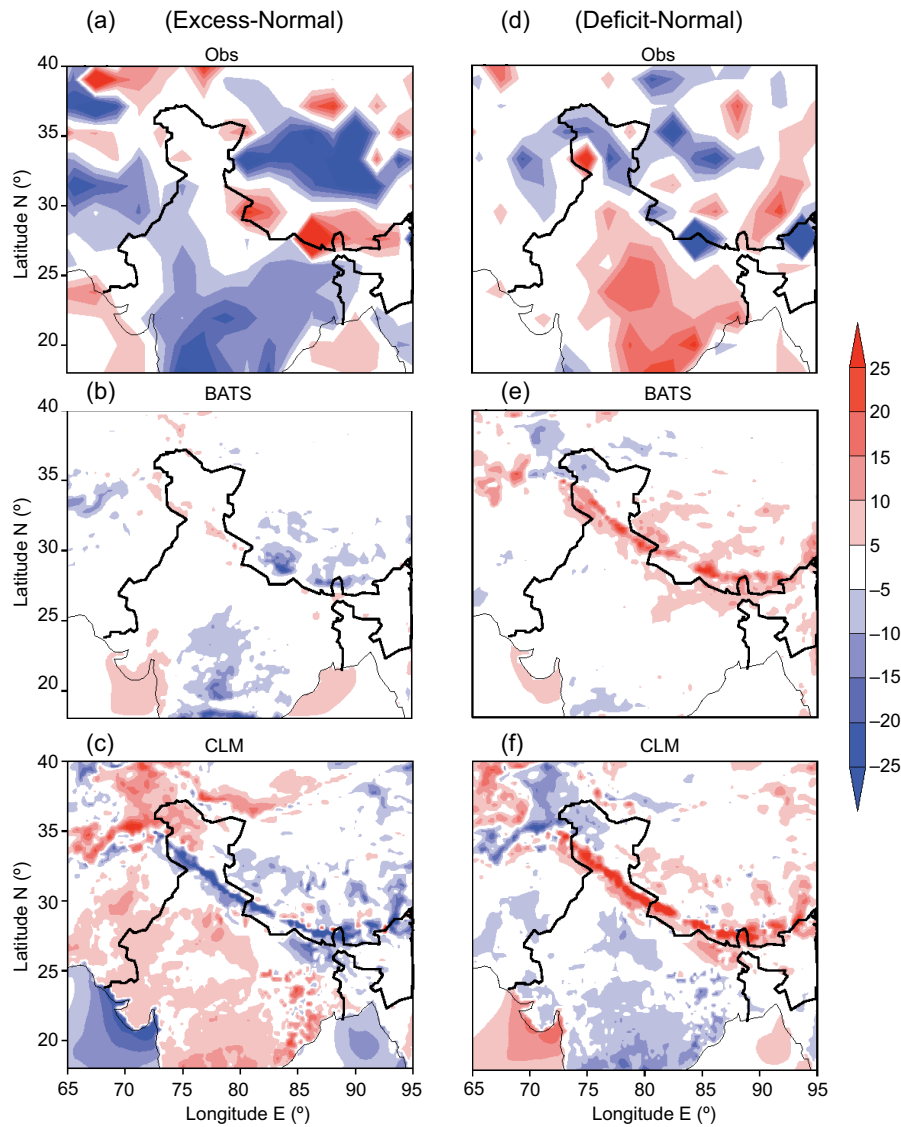 (a) (Excess-Normal)
(d) (Deficit-Normal)
Obs
Obs
40
35
30
25
20
Latitude N (º)
(b)
BATS
(e)
BATS
40
35
30
25
20
Latitude N (º)
(c)
CLM
(f)
CLM
40
35
30
25
20
Latitude N (º)
65 70 75 80 85 90 95
Longitude E (º)
65 70 75 80 85 90 95
Longitude E (º)
25
20
15
10
5
–5
–10
–15
–20
–25